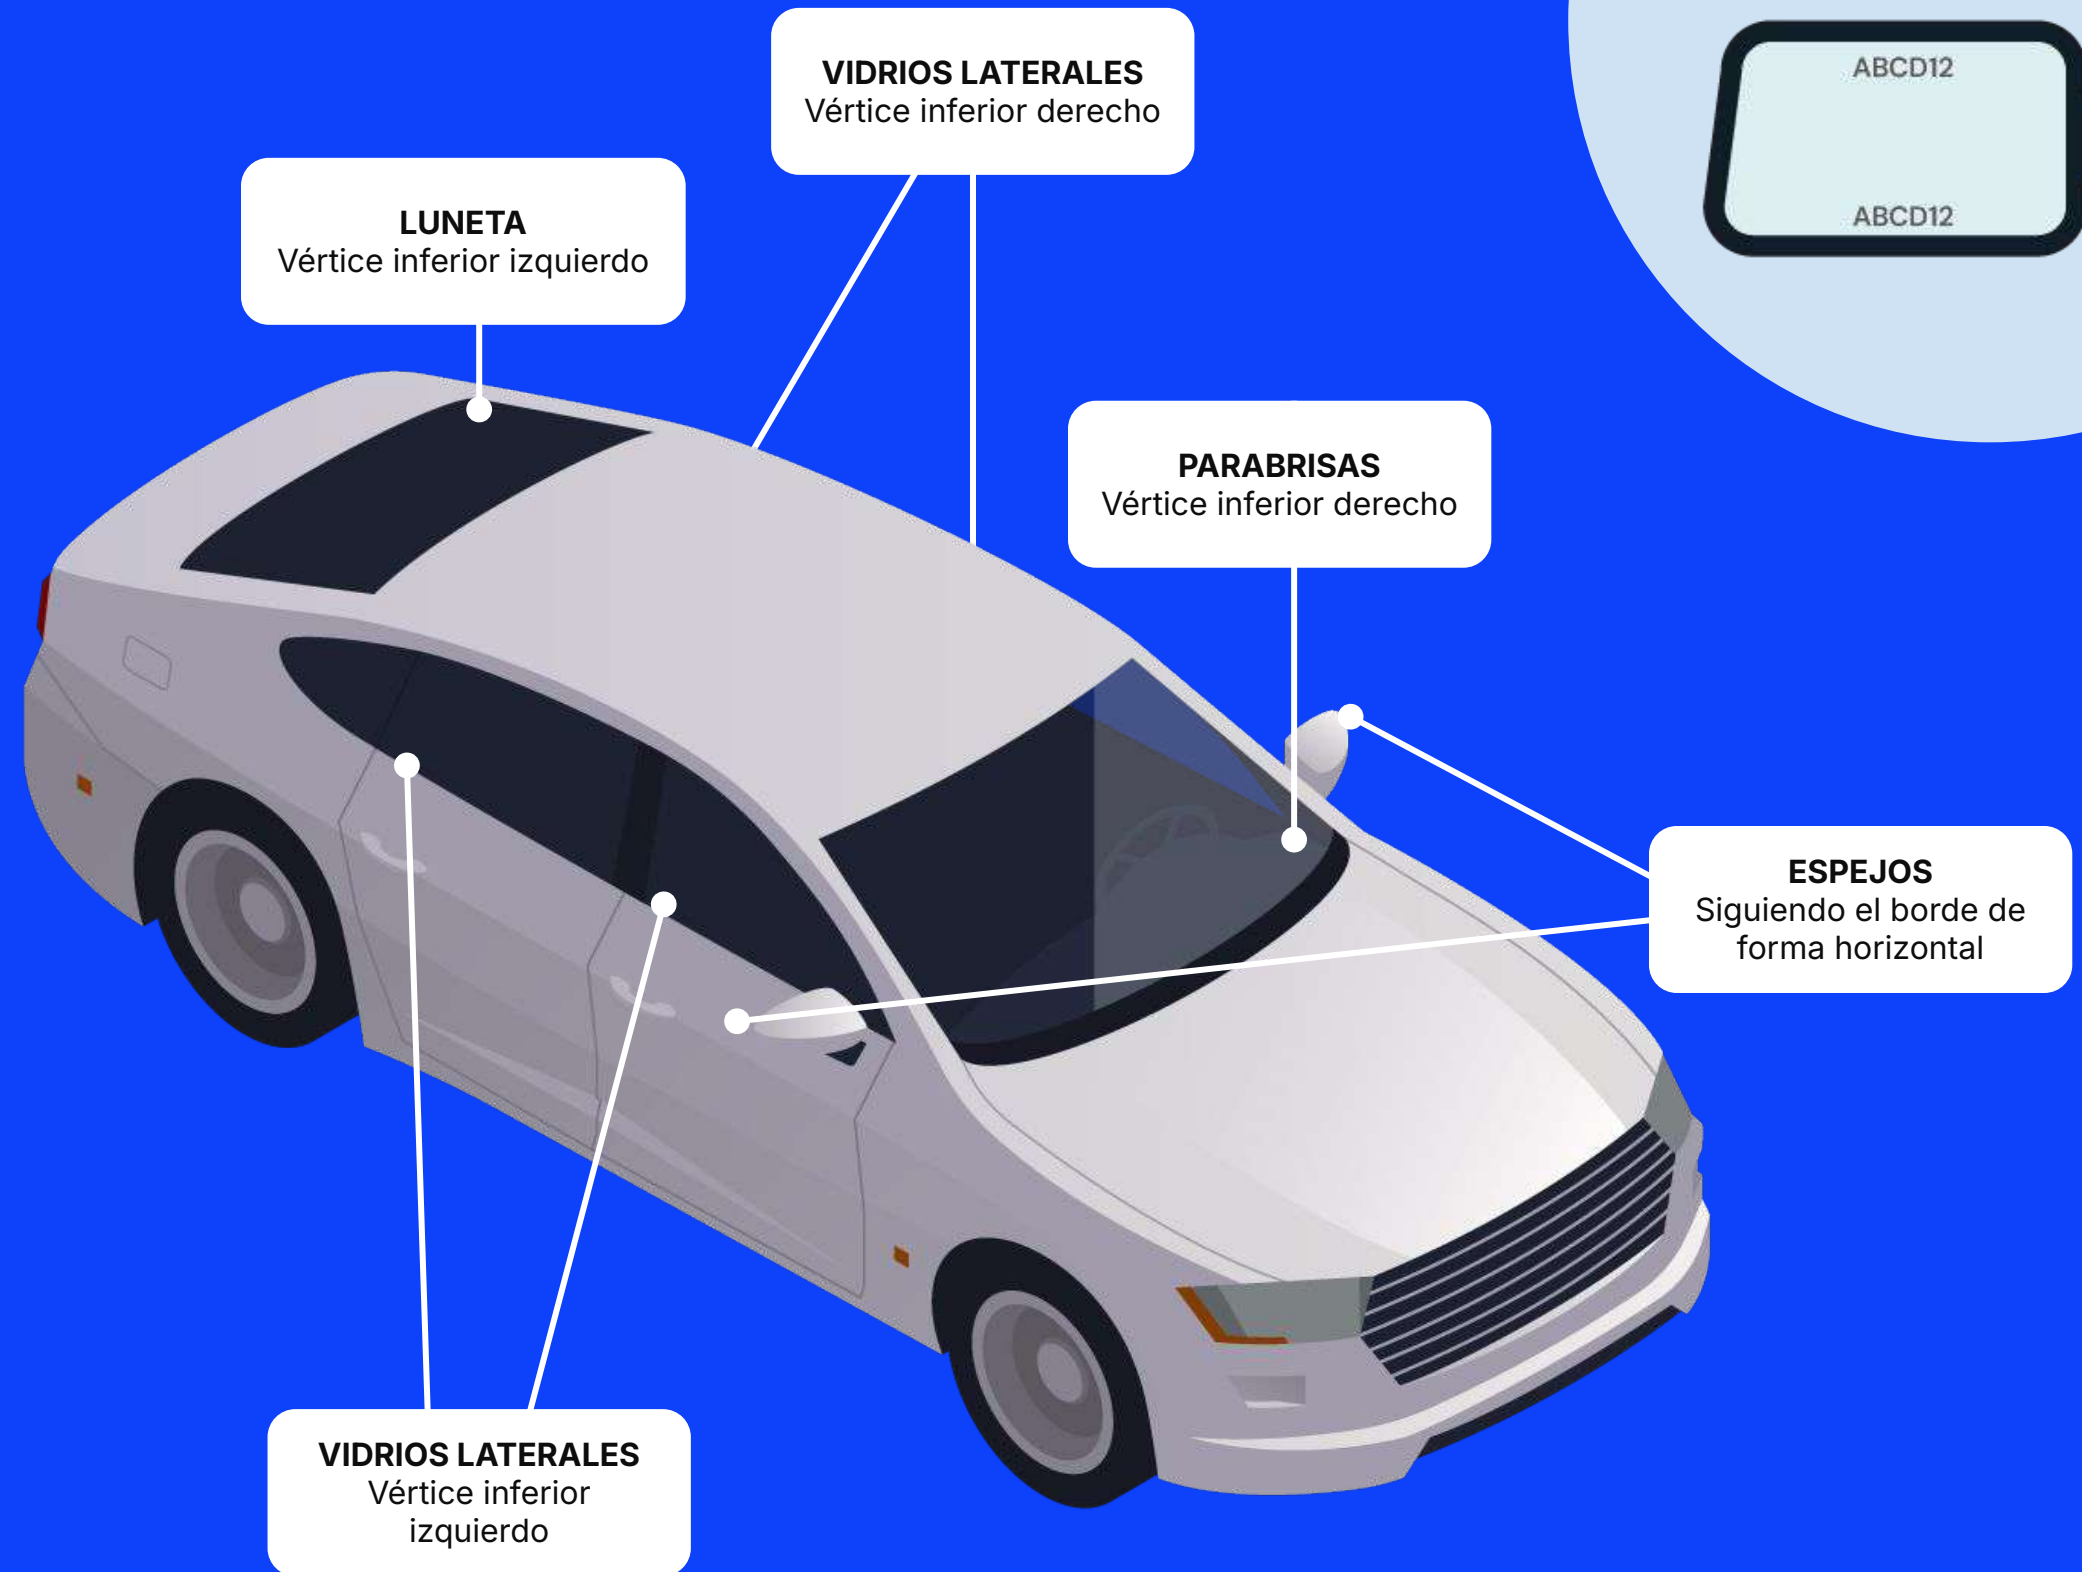 VIDRIOS LATERALES
Vértice inferior derecho
ABCD12
ABCD12
LUNETA
Vértice inferior izquierdo
PARABRISAS
Vértice inferior derecho
ESPEJOS
Siguiendo el borde de
forma horizontal
VIDRIOS LATERALES
Vértice inferior
izquierdo